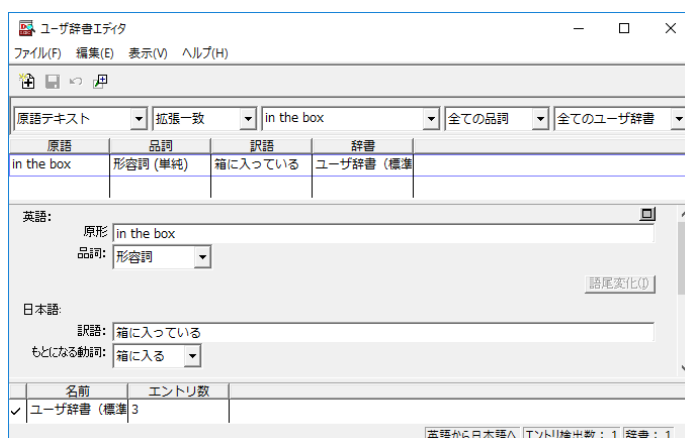 ユーザ辞書エディタ
ファイル(F) 編集(E) 表示(V) ヘルプ(H)
原語テキスト 拡張一致 in the box 全ての品詞 全てのユーザ辞書
原語 品詞 訳語 辞書
in the box 形容詞 (単純) 箱に入っている ユーザ辞書（標準
英語:
原形 in the box
品詞: 形容詞
語尾変化(I)
日本語:
訳語: 箱に入っている
もとになる動詞: 箱に入る
名前 エントリ数
ユーザ辞書（標準 3
英語から日本語へ エントリ検出数： 1 辞書： 1